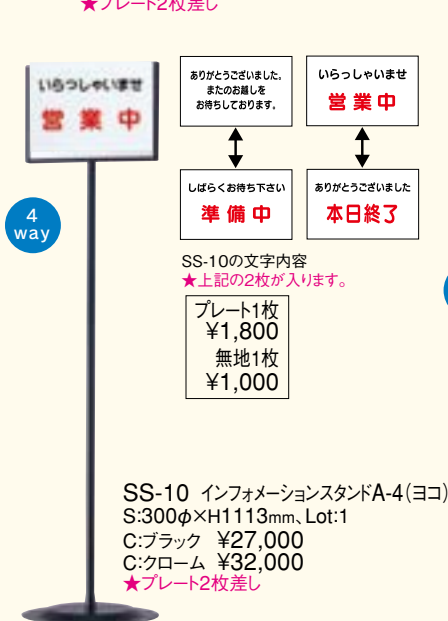 ★プレート2枚差し
いらっしゃいませ
営業中
4
way
ありがとうございました。
またのお越しを
お待ちしております。
しばらくお待ち下さい
準備中
いらっしゃいませ
営業中
ありがとうございました
本日終了
SS-10の文字内容
★上記の2枚が入ります。
プレート1枚
¥1,800
無地1枚
¥1,000
SS-10 インフォメーションスタンドA-4(ヨコ)
S:300φ×H1113mm、Lot:1
C:ブラック ¥27,000
C:クローム ¥32,000
★プレート2枚差し